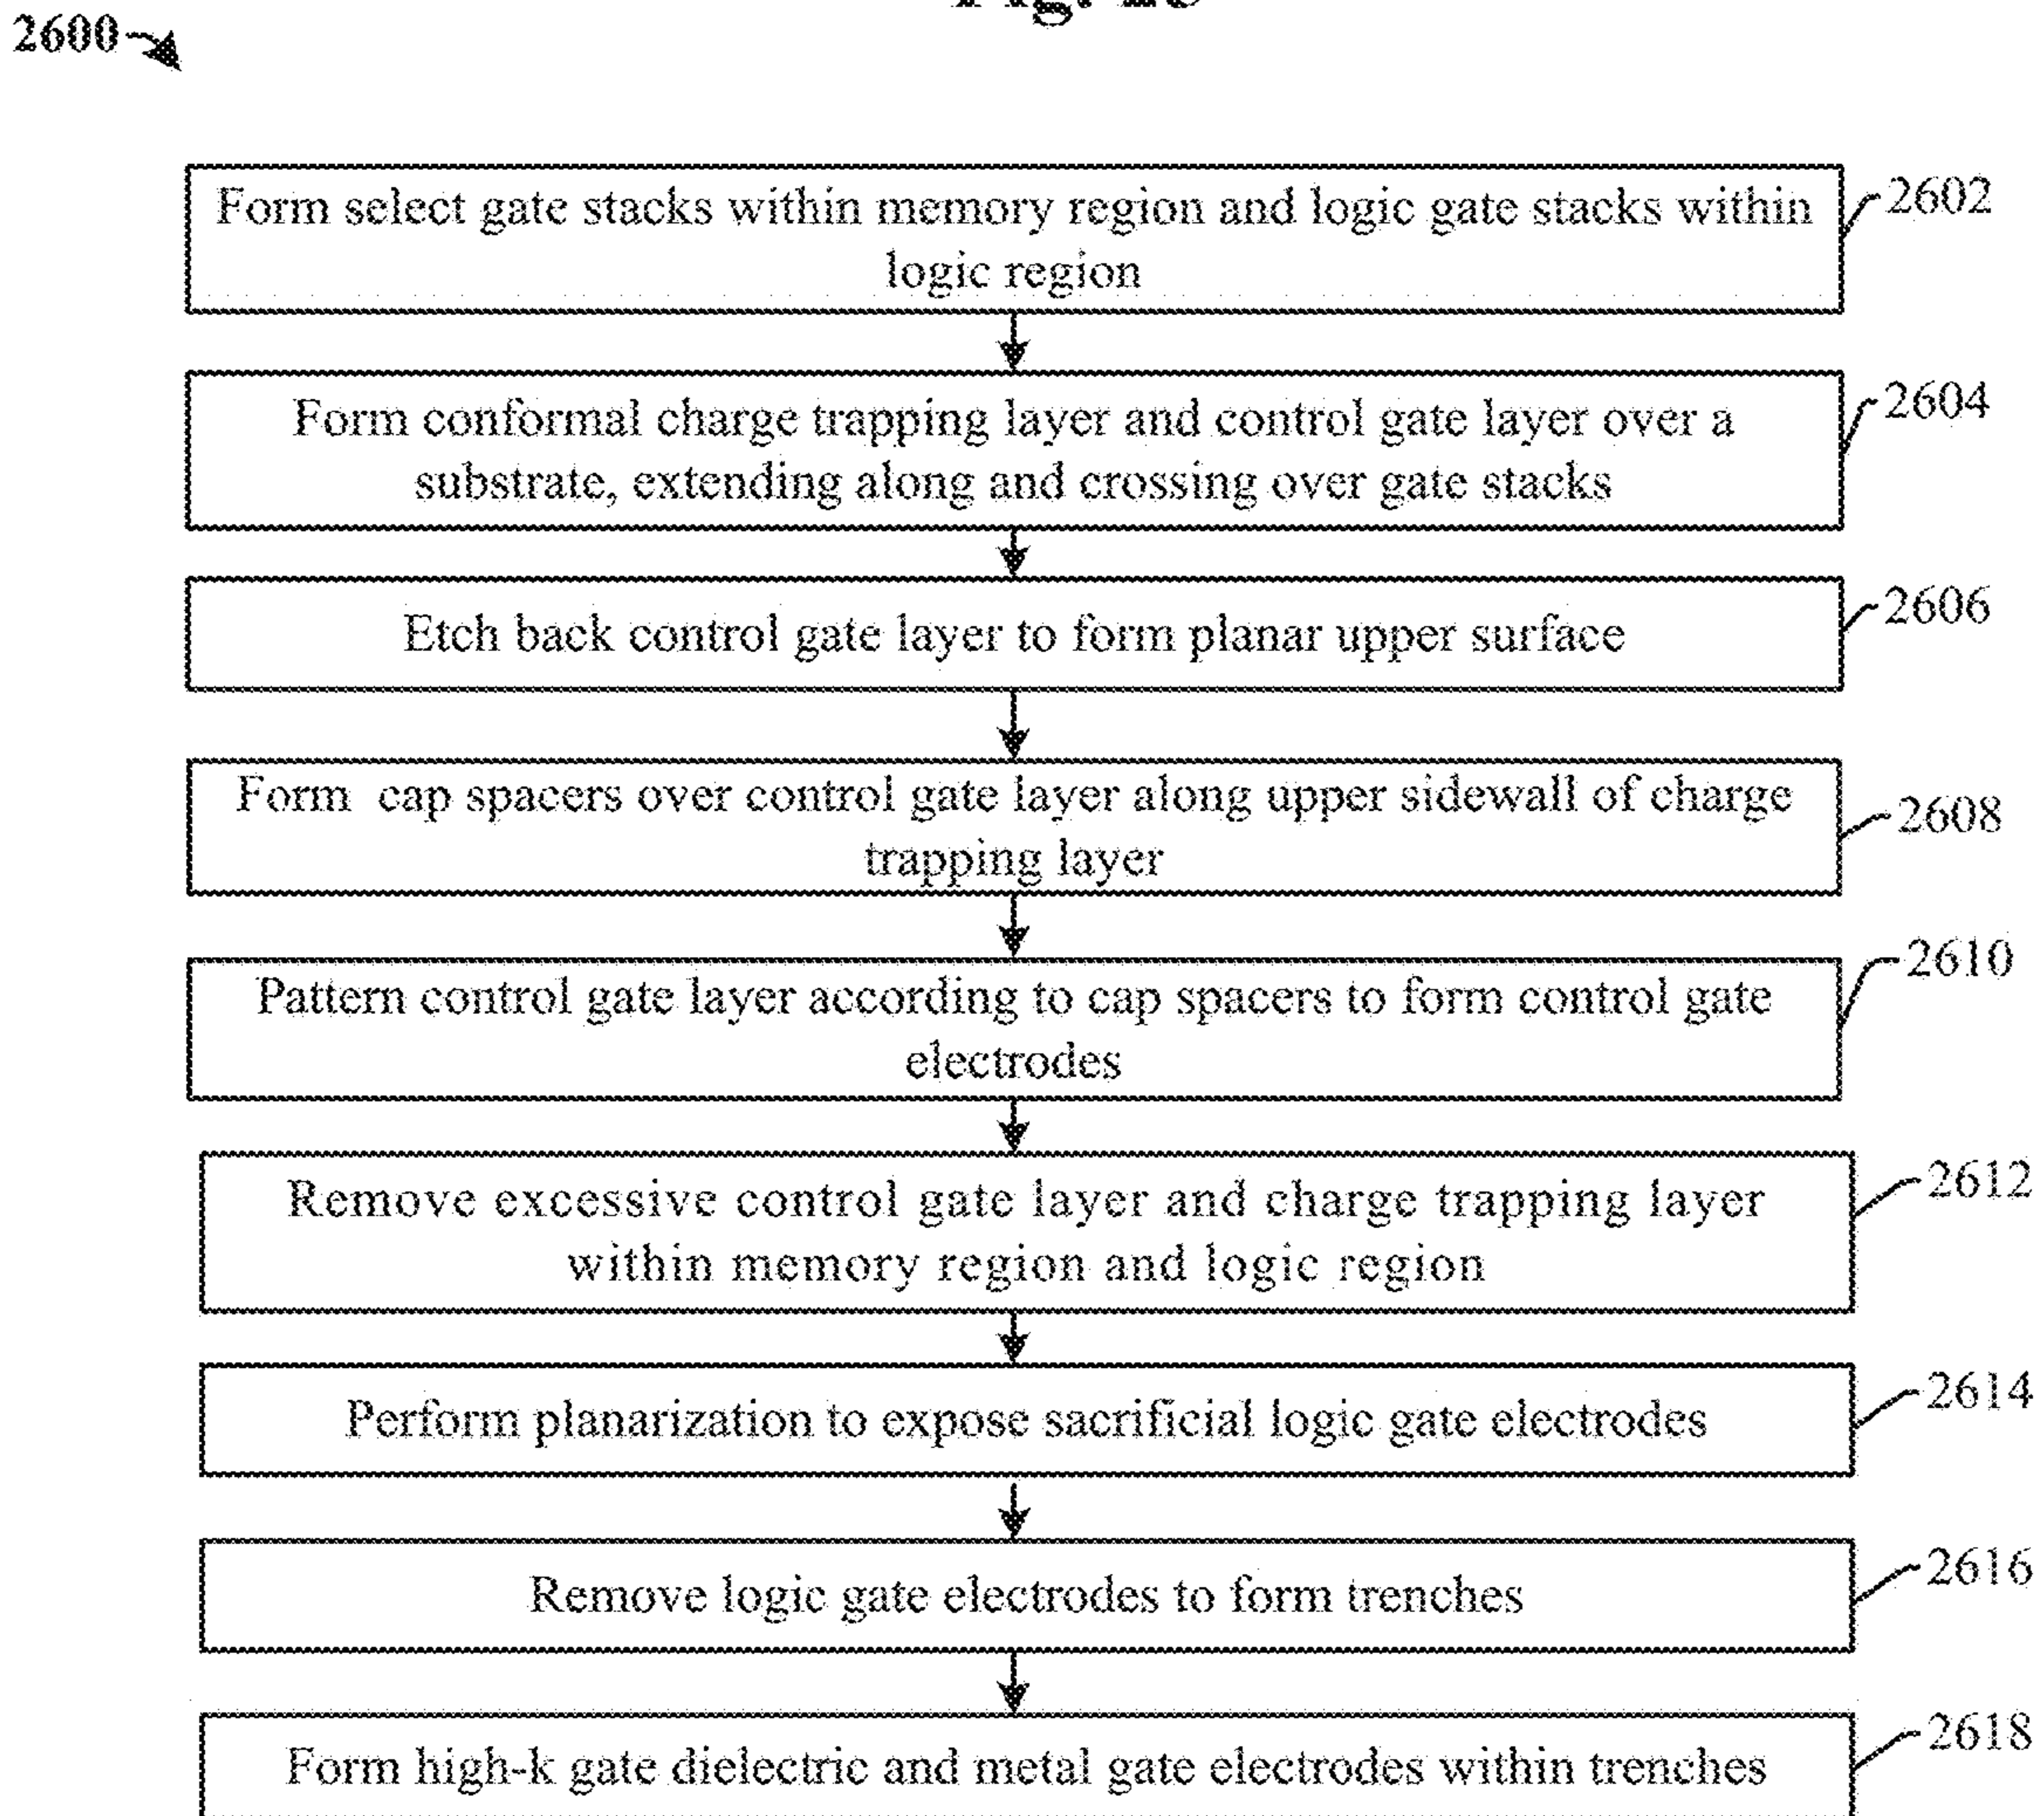 2600
Form select gate stacks within memory region and logic gate stacks within
logic region
2602
Form conformal charge trapping layer and control gate layer over a
substrate, extending along and crossing over gate stacks
2604
Etch back control gate layer to form planar upper surface
2606
Form cap spacers over control gate layer along upper sidewall of charge
trapping layer
2608
Pattern control gate layer according to cap spacers to form control gate
electrodes
2610
Remove excessive control gate layer and charge trapping layer
within memory region and logic region
2612
Perform planarization to expose sacrificial logic gate electrodes
2614
Remove logic gate electrodes to form trenches
2616
Form high-k gate dielectric and metal gate electrodes within trenches
2618